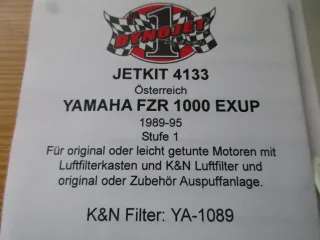 1
DYNOJET
JETKIT 4133
Österreich
YAMAHA FZR 1000 EXUP
1989-95
Stufe 1
Für original oder leicht getunte Motoren mit
Luftfilterkasten und K&N Luftfilter und
original oder Zubehör Auspuffanlage.
K&N Filter: YA-1089